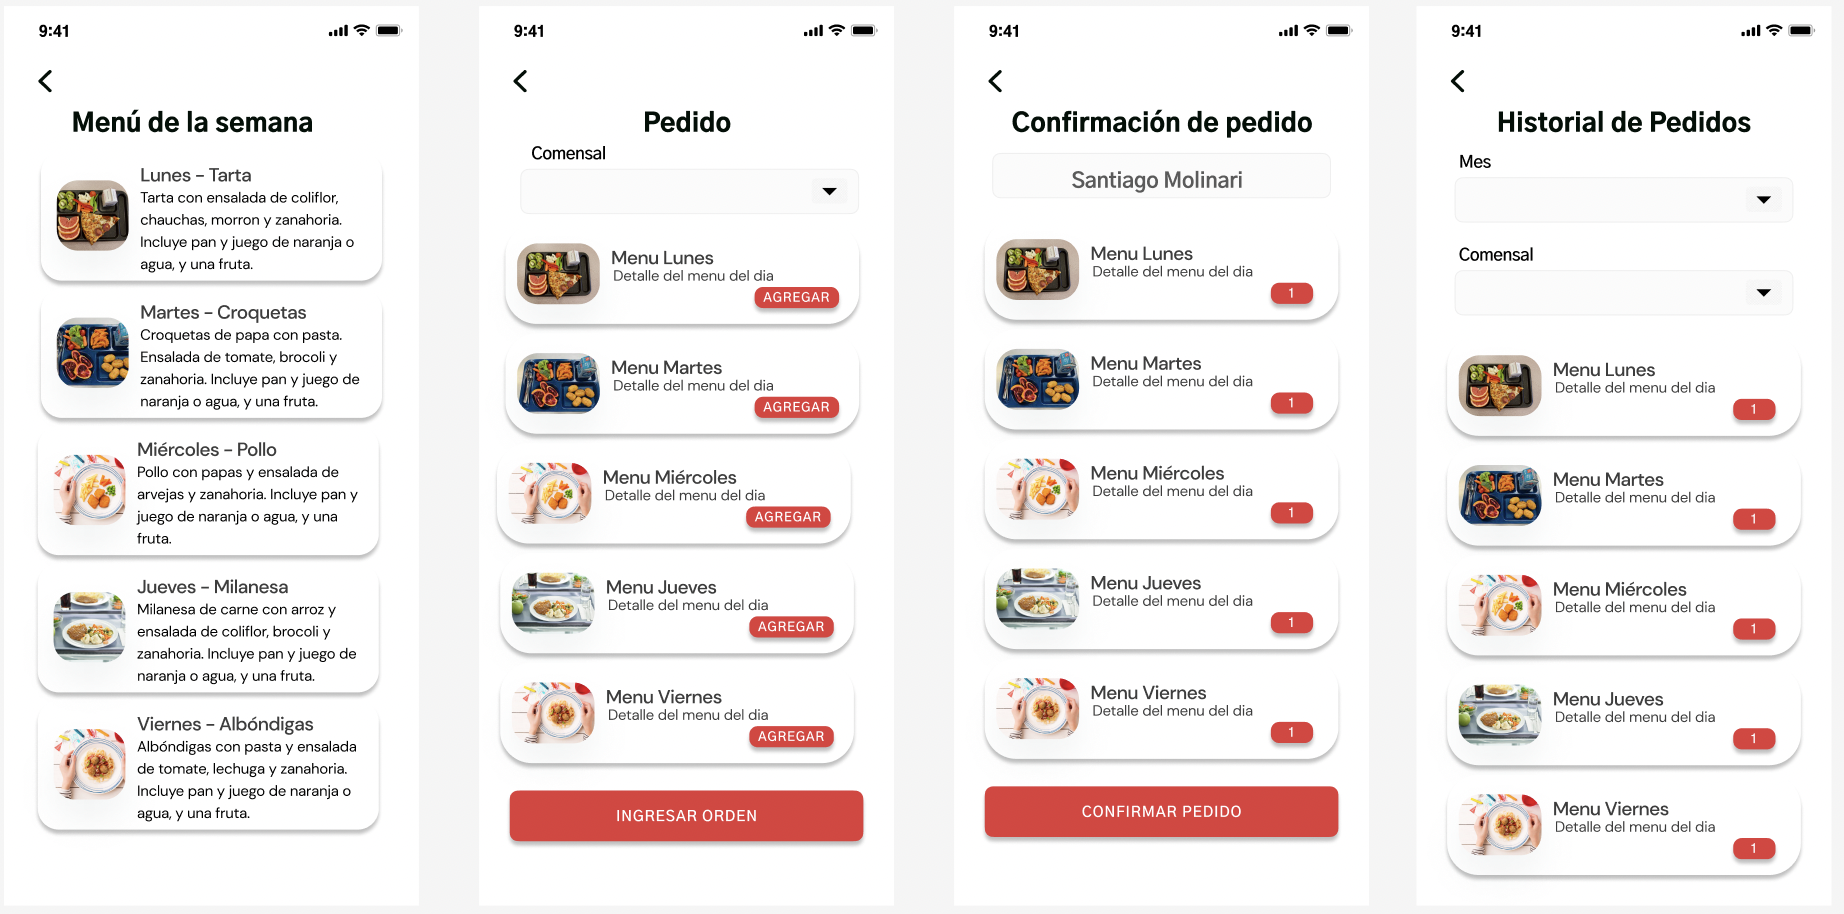 9:41
Menú de la semana
Lunes - Tarta
Tarta con ensalada de coliflor,
chauchas, morron y zanahoria.
Incluye pan y juego de naranja o
agua, y una fruta.
Martes - Croquetas
Croquetas de papa con pasta.
Ensalada de tomate, brocoli y
zanahoria. Incluye pan y juego de
naranja o agua, y una fruta.
Miércoles - Pollo
Pollo con papas y ensalada de
arvejas y zanahoria. Incluye pan y
juego de naranja o agua, y una
fruta.
Jueves - Milanesa
Milanesa de carne con arroz y
ensalada de coliflor, brocoli y
zanahoria. Incluye pan y juego de
naranja o agua, y una fruta.
Viernes - Albóndigas
Albóndigas con pasta y ensalada
de tomate, lechuga y zanahoria.
Incluye pan y juego de naranja o
agua, y una fruta.
9:41
Pedido
Comensal
Menu Lunes
Detalle del menu del dia
AGREGAR
Menu Martes
Detalle del menu del dia
AGREGAR
Menu Miércoles
Detalle del menu del dia
AGREGAR
Menu Jueves
Detalle del menu del dia
AGREGAR
Menu Viernes
Detalle del menu del dia
AGREGAR
INGRESAR ORDEN
9:41
Confirmación de pedido
Santiago Molinari
Menu Lunes
Detalle del menu del dia
1
Menu Martes
Detalle del menu del dia
1
Menu Miércoles
Detalle del menu del dia
1
Menu Jueves
Detalle del menu del dia
1
Menu Viernes
Detalle del menu del dia
1
CONFIRMAR PEDIDO
9:41
Historial de Pedidos
Mes
Comensal
Menu Lunes
Detalle del menu del dia
1
Menu Martes
Detalle del menu del dia
1
Menu Miércoles
Detalle del menu del dia
1
Menu Jueves
Detalle del menu del dia
1
Menu Viernes
Detalle del menu del dia
1